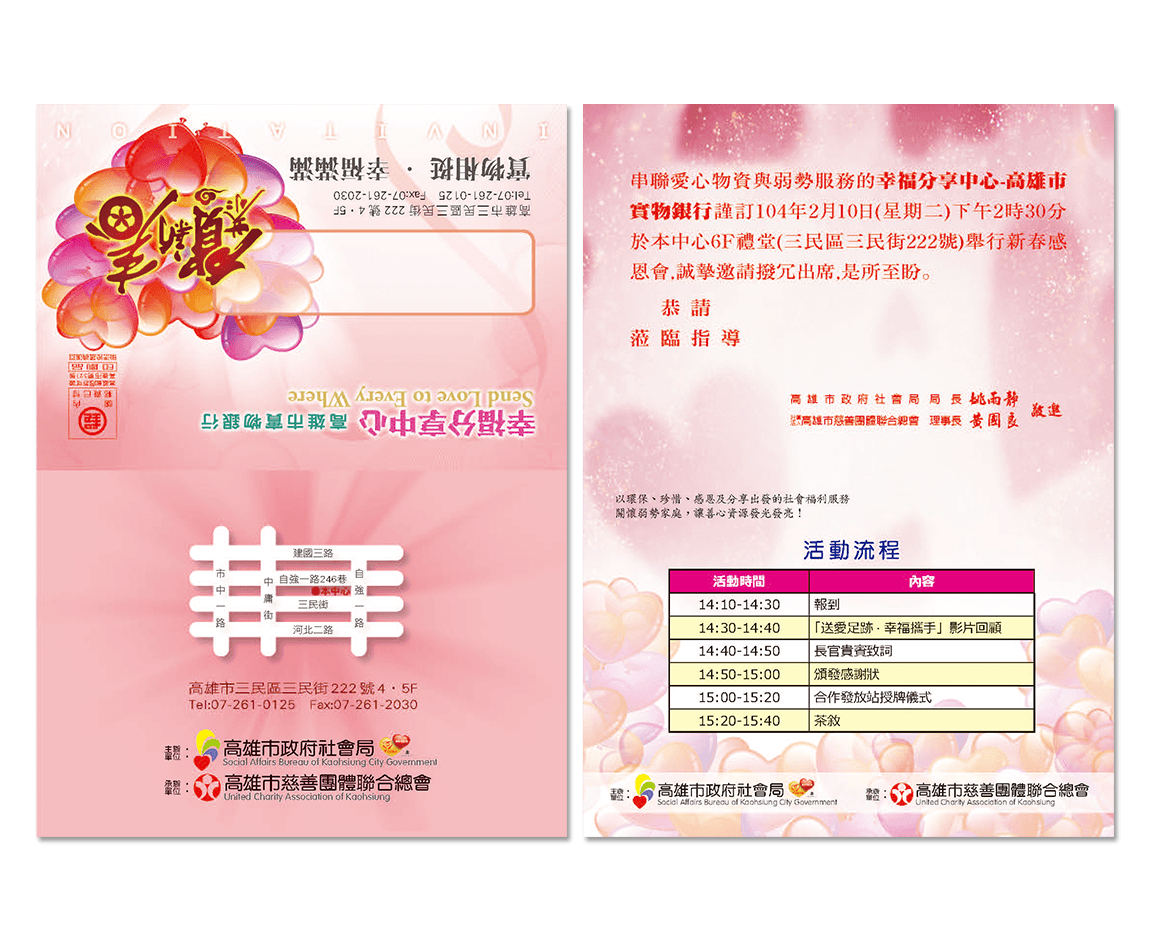 INVITATION
實物相挺・幸福滿滿
高雄市三民區三民街 222 號 4・5F
Tel:07-261-0125 Fax:07-261-2030
幸福分享中心 高雄市實物銀行
Send Love to Every Where
建國三路
自強一路246巷
本中心
三民街
河北二路
市中一路
中庸街
自強一路
高雄市三民區三民街 222 號 4・5F
Tel:07-261-0125 Fax:07-261-2030
主辦單位：高雄市政府社會局
Social Affairs Bureau of Kaohsiung City Government
承辦單位：高雄市慈善團體聯合總會
United Charity Association of Kaohsiung
串聯愛心物資與弱勢服務的幸福分享中心-高雄市
實物銀行謹訂104年2月10日(星期二)下午2時30分
於本中心6F禮堂(三民區三民街222號)舉行新春感
恩會,誠摯邀請撥冗出席,是所至盼。
恭請
蒞臨指導
高雄市政府社會局局長 姚雨靜
高雄市慈善團體聯合總會 理事長 黃國良
敬邀
以環保、珍惜、感恩及分享出發的社會福利服務
關懷弱勢家庭，讓善心資源發光發亮！
活動流程
活動時間 內容
14:10-14:30 報到
14:30-14:40 「送愛足跡・幸福攜手」影片回顧
14:40-14:50 長官貴賓致詞
14:50-15:00 頒發感謝狀
15:00-15:20 合作發放站授牌儀式
15:20-15:40 茶敘
主辦單位：高雄市政府社會局
Social Affairs Bureau of Kaohsiung City Government
承辦單位：高雄市慈善團體聯合總會
United Charity Association of Kaohsiung